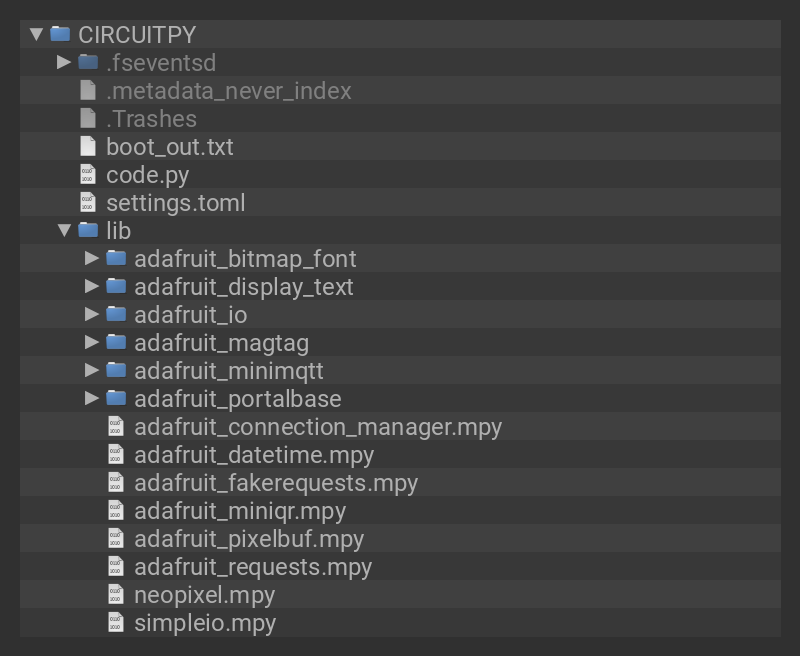 CIRCUITPY
.fseventsd
.metadata_never_index
.Trashes
boot_out.txt
code.py
settings.toml
lib
adafruit_bitmap_font
adafruit_display_text
adafruit_io
adafruit_magtag
adafruit_minimqtt
adafruit_portalbase
adafruit_connection_manager.mpy
adafruit_datetime.mpy
adafruit_fakerequests.mpy
adafruit_miniqr.mpy
adafruit_pixelbuf.mpy
adafruit_requests.mpy
neopixel.mpy
simpleio.mpy